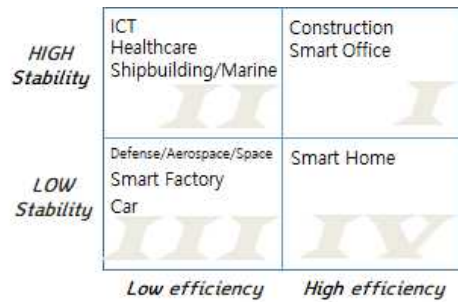 HIGH
Stability
ICT
Healthcare
Shipbuilding/Marine
II
Construction
Smart Office
I
LOW
Stability
Defense/Aerospace/Space
Smart Factory
Car
III
Smart Home
IV
Low efficiency
High efficiency